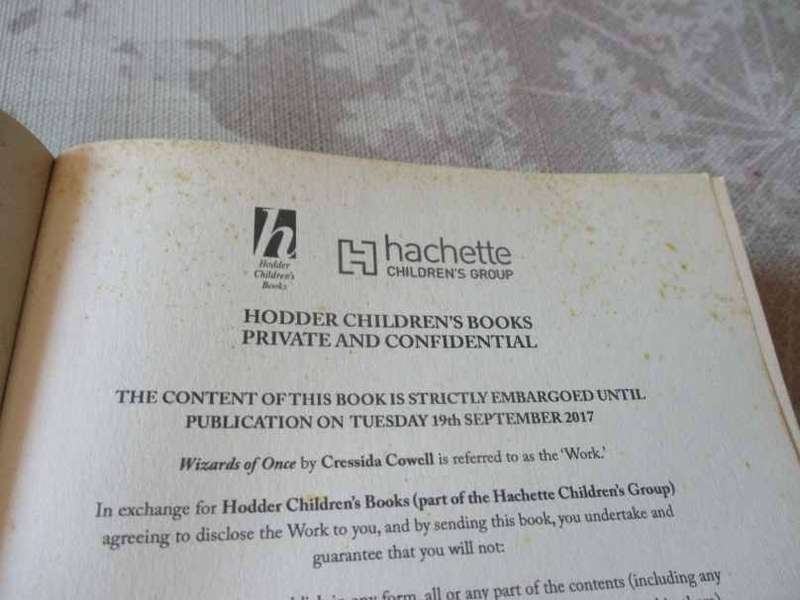 h
Hodder
Children's
Books
hachette
CHILDREN'S GROUP
HODDER CHILDREN'S BOOKS
PRIVATE AND CONFIDENTIAL
THE CONTENT OF THIS BOOK IS STRICTLY EMBARGOED UNTIL
PUBLICATION ON TUESDAY 19th SEPTEMBER 2017
Wizards of Once by Cressida Cowell is referred to as the 'Work.'
In exchange for Hodder Children's Books (part of the Hachette Children's Group)
agreeing to disclose the Work to you, and by sending this book, you undertake and
guarantee that you will not:
in any form, all or any part of the contents (including any